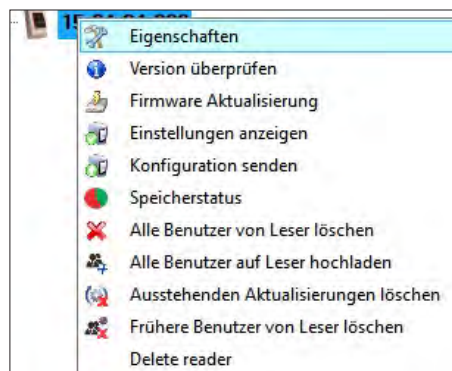 Eigenschaften
Version überprüfen
Firmware Aktualisierung
Einstellungen anzeigen
Konfiguration senden
Speicherstatus
Alle Benutzer von Leser löschen
Alle Benutzer auf Leser hochladen
Ausstehenden Aktualisierungen löschen
Frühere Benutzer von Leser löschen
Delete reader